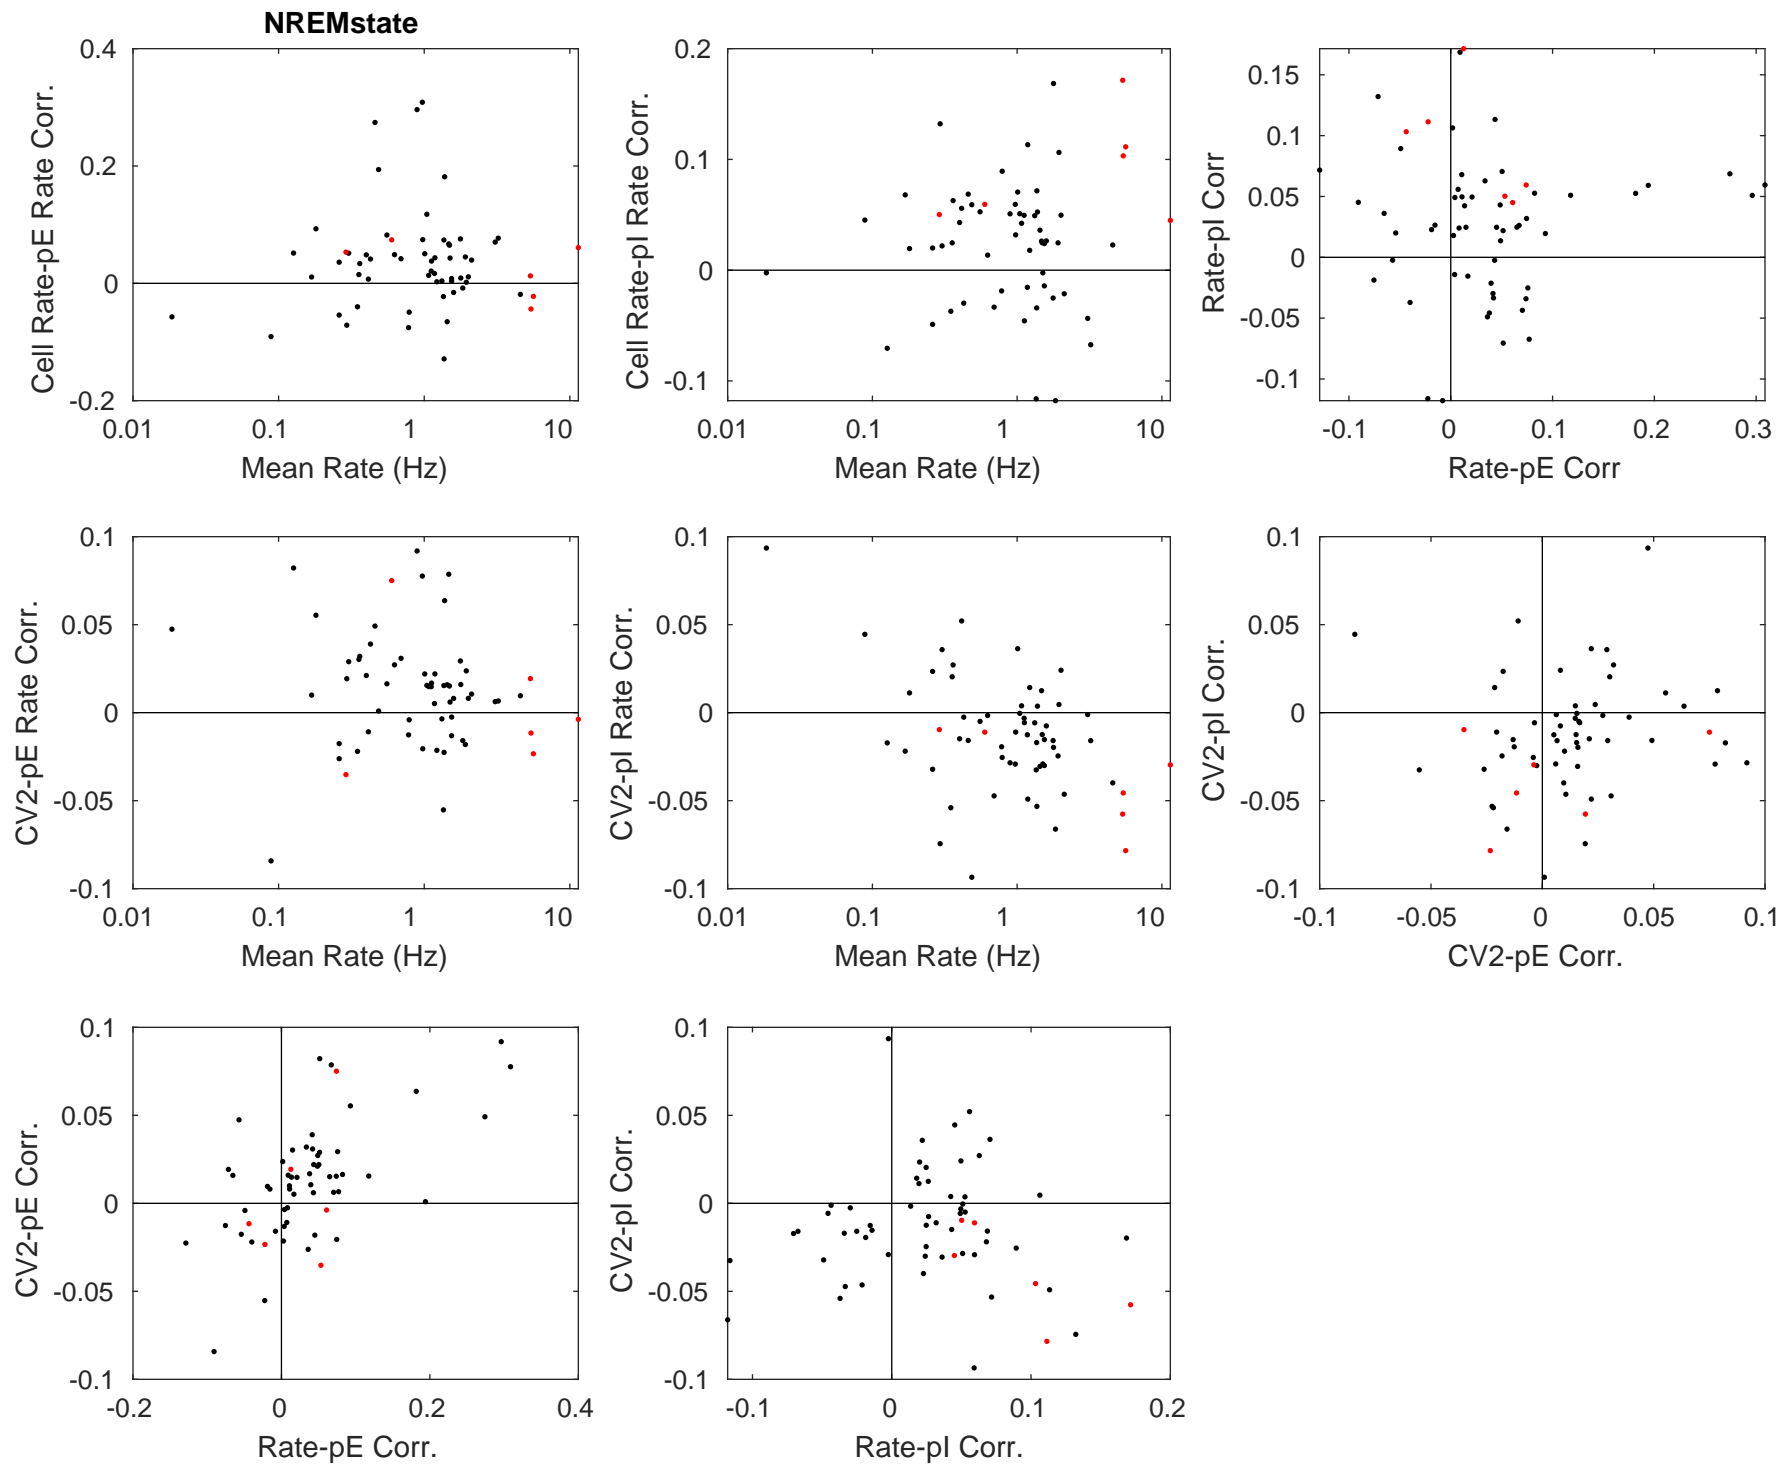 NREMstate
0.4
0.2
0
-0.2
Cell Rate-pE Rate Corr.
0.01 0.1 1 10
Mean Rate (Hz)
0.2
0.1
0
-0.1
Cell Rate-pI Rate Corr.
0.01 0.1 1 10
Mean Rate (Hz)
0.15
0.1
0.05
0
-0.05
-0.1
Rate-pI Corr
-0.1 0 0.1 0.2 0.3
Rate-pE Corr
0.1
0.05
0
-0.05
-0.1
CV2-pE Rate Corr.
0.01 0.1 1 10
Mean Rate (Hz)
0.1
0.05
0
-0.05
-0.1
CV2-pI Rate Corr.
0.01 0.1 1 10
Mean Rate (Hz)
0.1
0.05
0
-0.05
-0.1
CV2-pI Corr.
-0.1 -0.05 0 0.05 0.1
CV2-pE Corr.
0.1
0.05
0
-0.05
-0.1
CV2-pE Corr.
-0.2 0 0.2 0.4
Rate-pE Corr.
0.1
0.05
0
-0.05
-0.1
CV2-pI Corr.
-0.1 0 0.1 0.2
Rate-pI Corr.